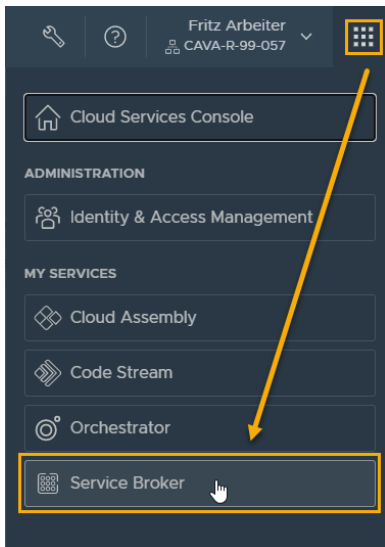 Fritz Arbeiter
CAVA-R-99-057
Cloud Services Console
ADMINISTRATION
Identity & Access Management
MY SERVICES
Cloud Assembly
Code Stream
Orchestrator
Service Broker